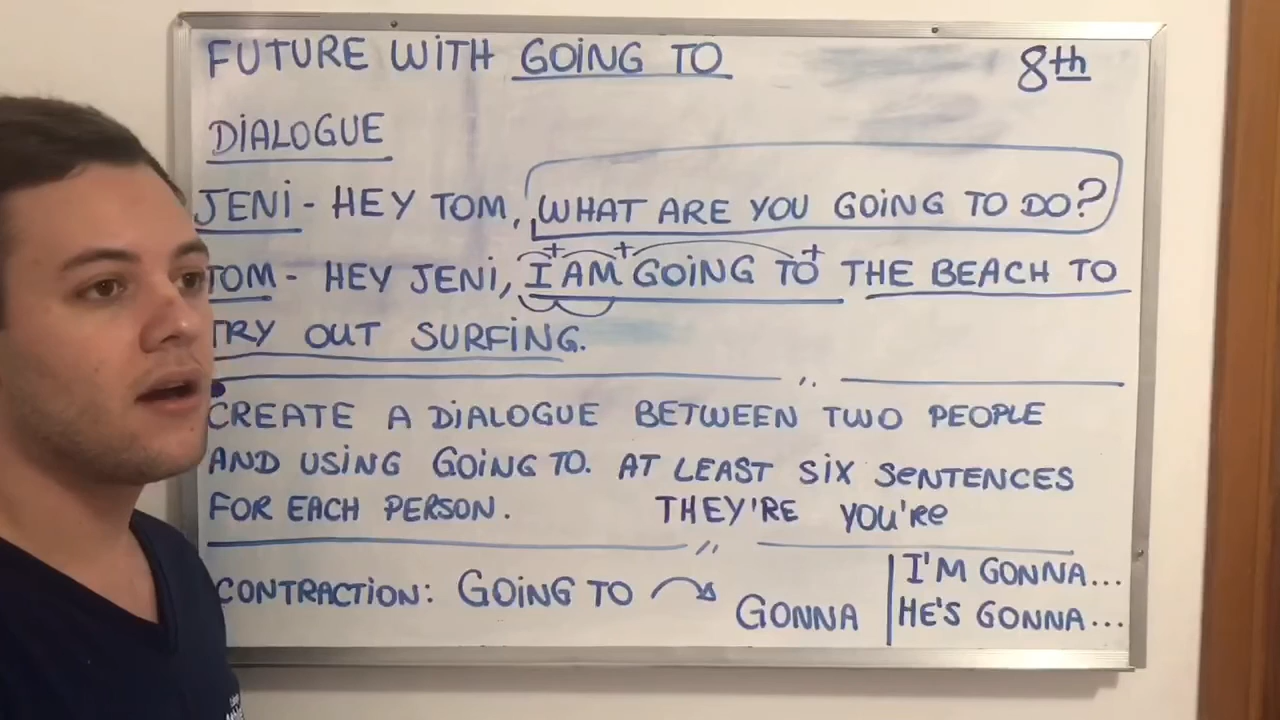 FUTURE WITH GOING TO
8th
DIALOGUE
JENI - HEY TOM, WHAT ARE YOU GOING TO DO?
TOM - HEY JENI, I AM GOING TO THE BEACH TO
TRY OUT SURFING.
CREATE A DIALOGUE BETWEEN TWO PEOPLE
AND USING GOING TO. AT LEAST SIX SENTENCES
FOR EACH PERSON. THEY'RE YOU'RE
CONTRACTION: GOING TO GONNA
I'M GONNA...
HE'S GONNA...